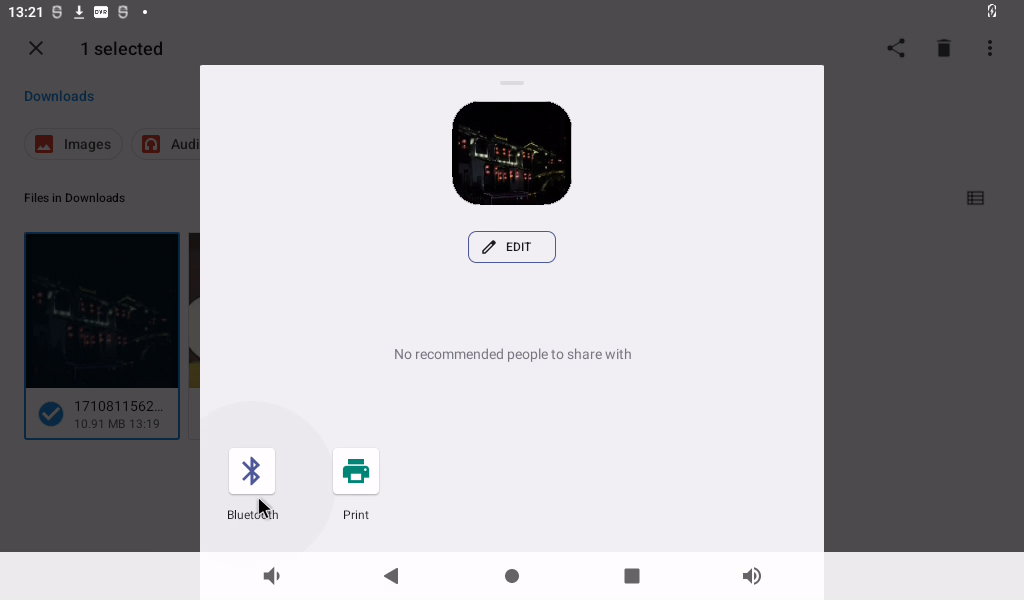 13:21
1 selected
Downloads
Images
Audi
Files in Downloads
EDIT
No recommended people to share with
1710811562...
10.91 MB 13:19
Bluetooth
Print